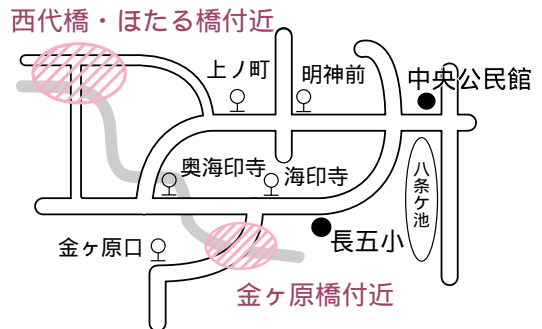 西代橋・ほたる橋付近
上ノ町
明神前
中央公民館
奥海印寺
海印寺
八条ケ池
金ヶ原口
長五小
金ヶ原橋付近